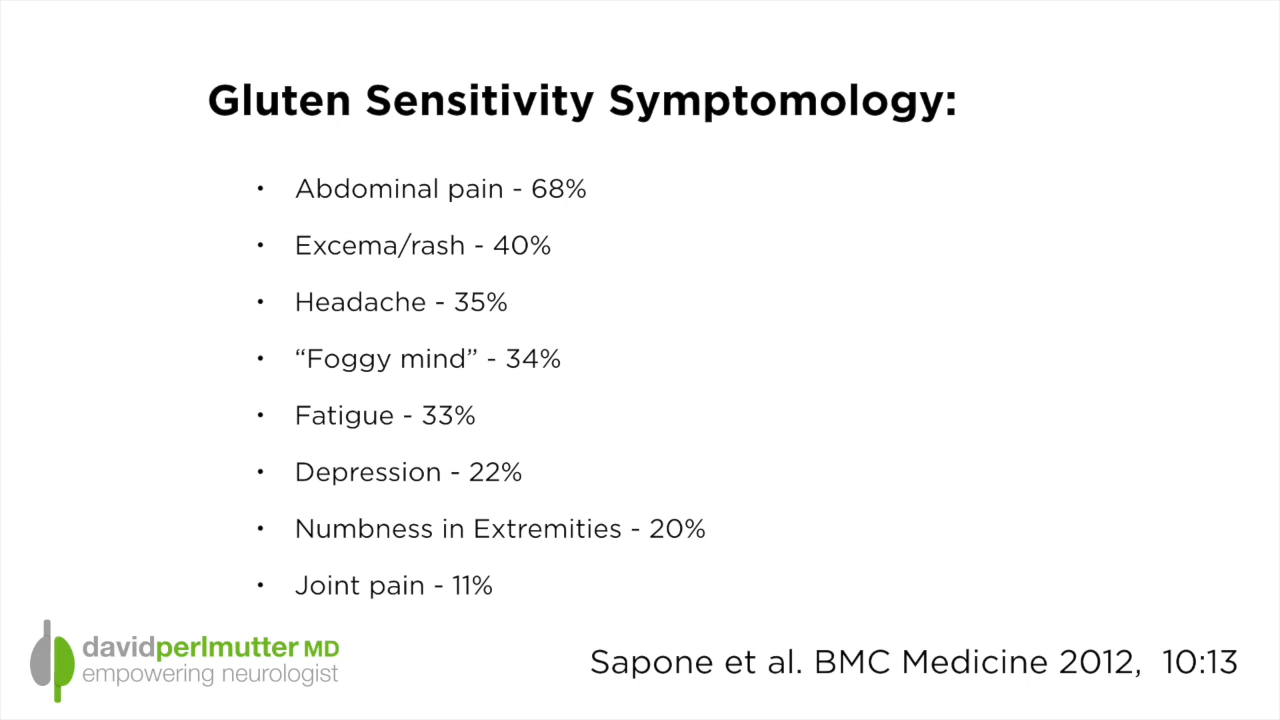 Gluten Sensitivity Symptomology:
• Abdominal pain - 68%
• Excema/rash - 40%
• Headache - 35%
• “Foggy mind” - 34%
• Fatigue - 33%
• Depression - 22%
• Numbness in Extremities - 20%
• Joint pain - 11%
davidperlmutter MD
empowering neurologist
Sapone et al. BMC Medicine 2012, 10:13